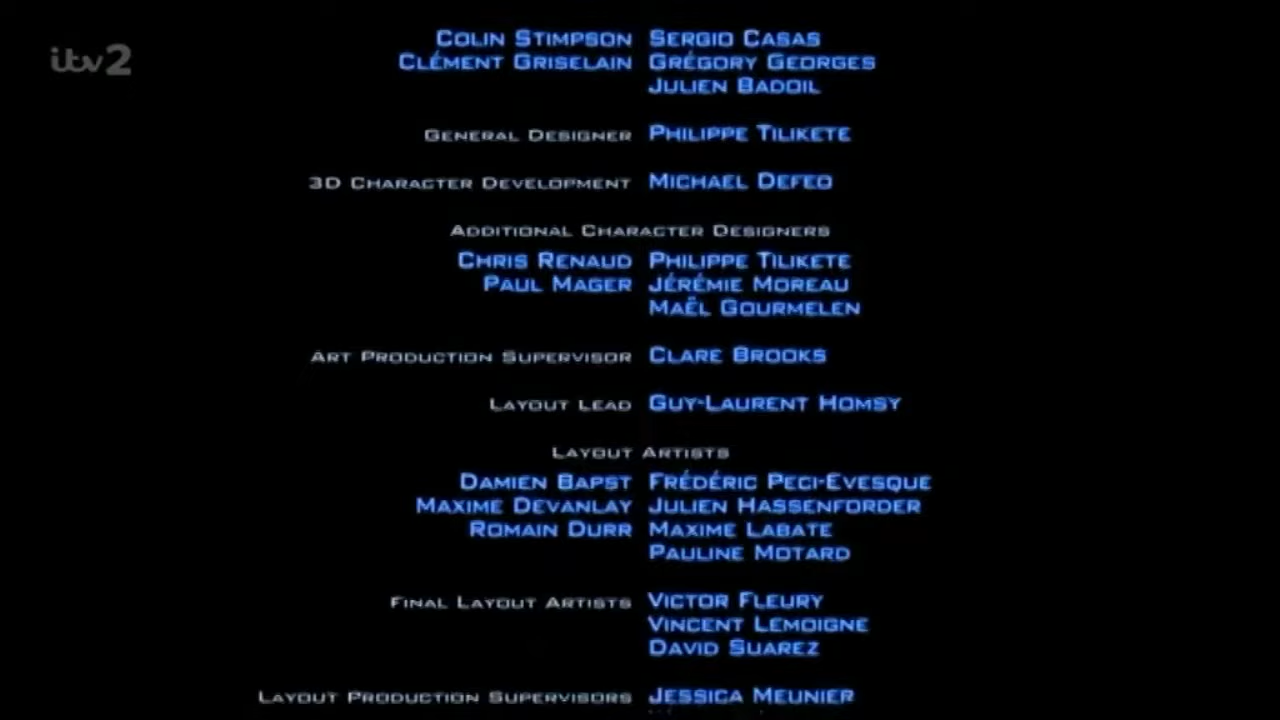 itv2
COLIN STIMPSON SERGIO CASAS
CLÉMENT GRISELAIN GRÉGORY GEORGES
JULIEN BADOIL
GENERAL DESIGNER PHILIPPE TILIKETE
3D CHARACTER DEVELOPMENT MICHAEL DEFEO
ADDITIONAL CHARACTER DESIGNERS
CHRIS RENAUD PHILIPPE TILIKETE
PAUL MAGER JÉRÉMIE MOREAU
MAËL GOURMELEN
ART PRODUCTION SUPERVISOR CLARE BROOKS
LAYOUT LEAD GUY-LAURENT HOMSY
LAYOUT ARTISTS
DAMIEN BAPST FRÉDÉRIC PECI-EVESQUE
MAXIME DEVANLAY JULIEN HASSENFORDER
ROMAIN DURR MAXIME LABATE
PAULINE MOTARD
FINAL LAYOUT ARTISTS VICTOR FLEURY
VINCENT LEMOIGNE
DAVID SUAREZ
LAYOUT PRODUCTION SUPERVISORS JESSICA MEUNIER